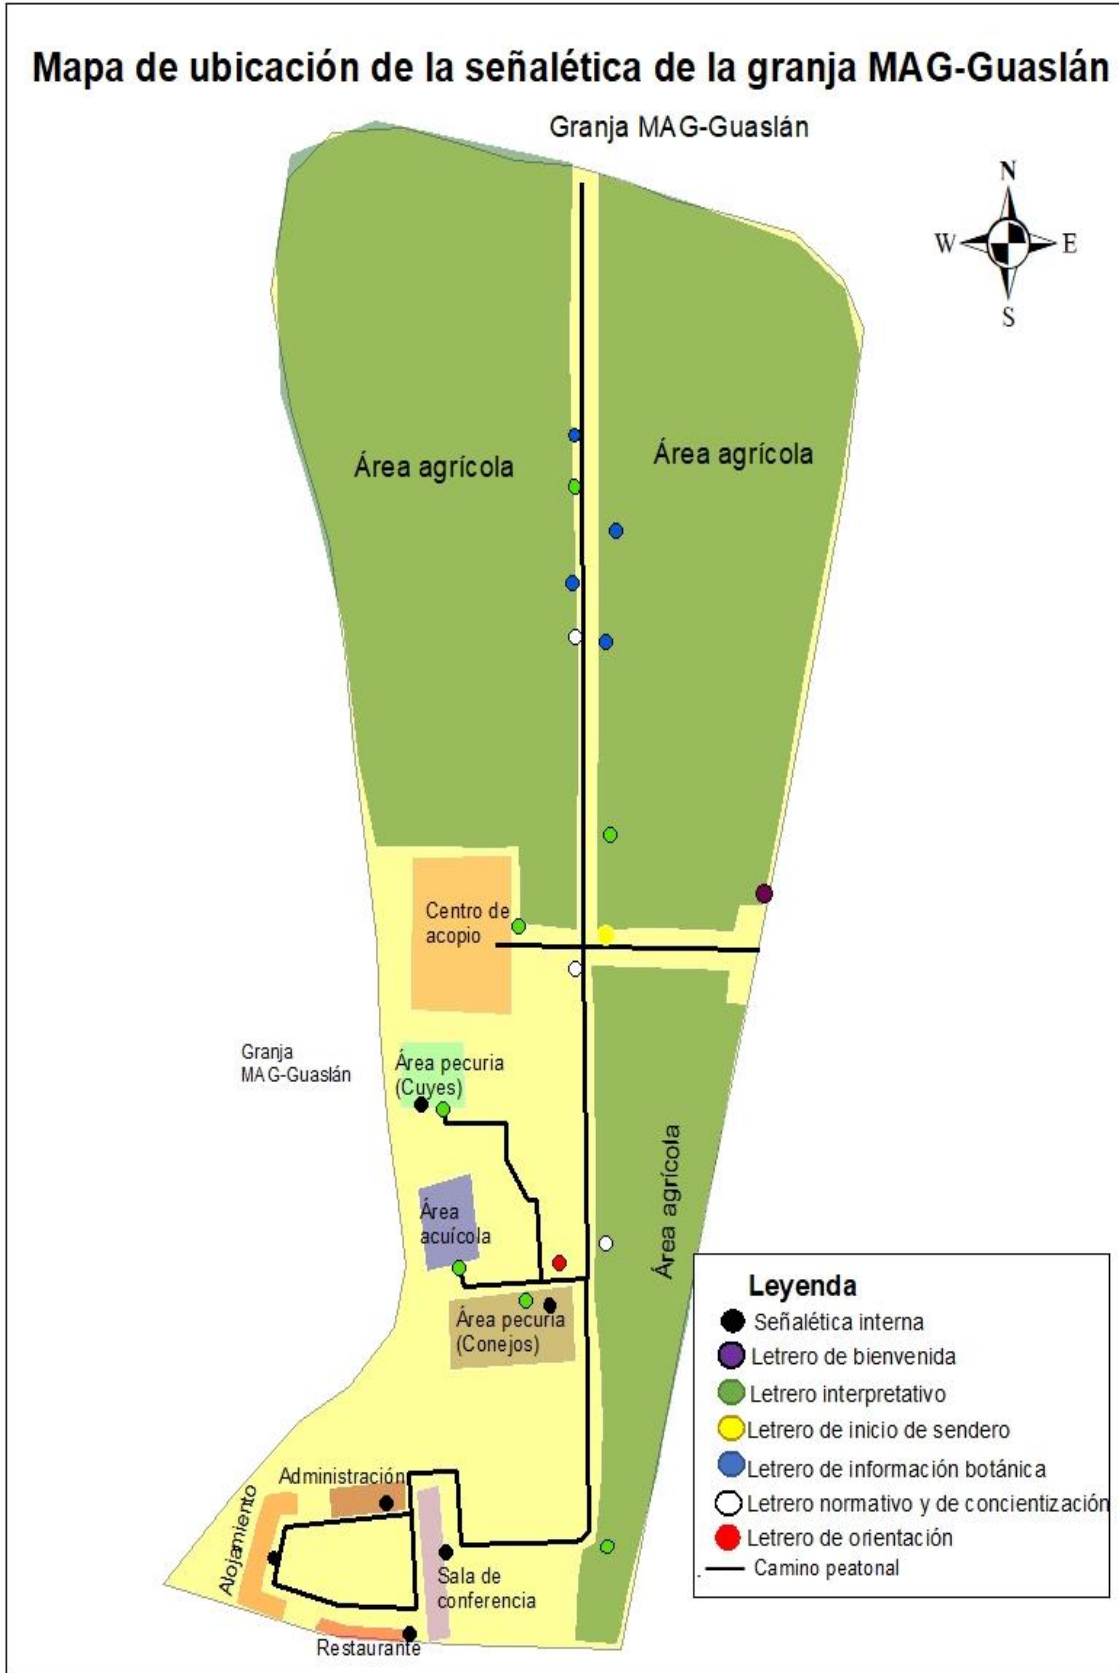 Mapa de ubicación de la señalética de la granja MAG-Guaslán
Granja MAG-Guaslán
N
W
E
S
Área agrícola
Área agrícola
Centro de
acopio
Granja
MAG-Guaslán
Área pecuria
(Cuyes)
Área agrícola
Área
acuícola
Área pecuria
(Conejos)
Administración
Alojamiento
Sala de
conferencia
Restaurante
Leyenda
Señalética interna
Letrero de bienvenida
Letrero interpretativo
Letrero de inicio de sendero
Letrero de información botánica
Letrero normativo y de concientización
Letrero de orientación
Camino peatonal